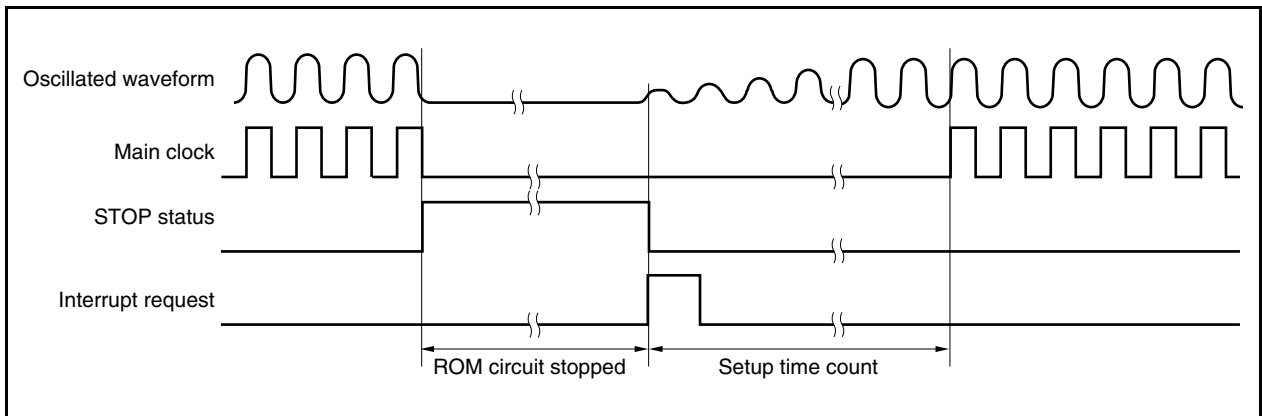 Oscillated waveform
Main clock
STOP status
Interrupt request
ROM circuit stopped
Setup time count